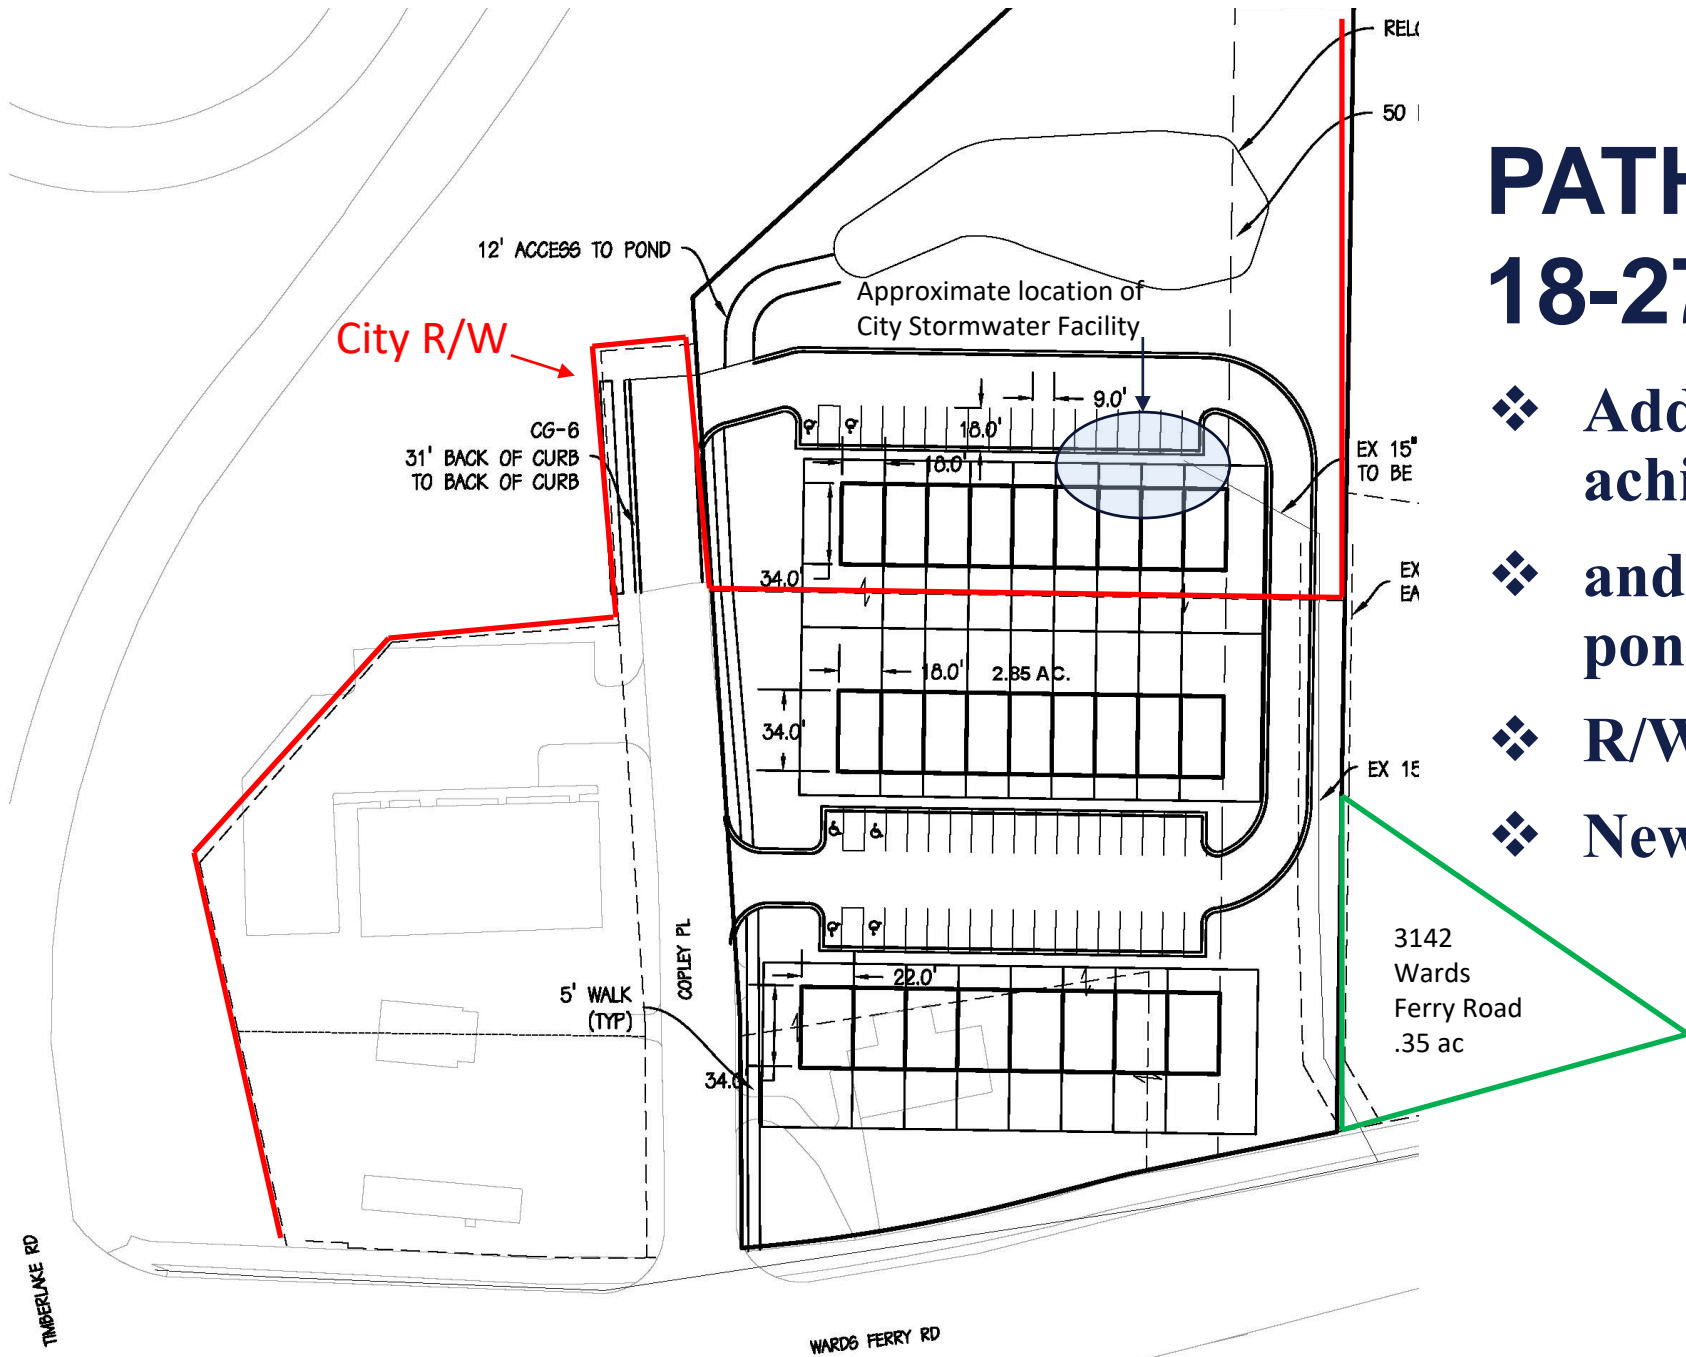 RELO
50
12' ACCESS TO POND
Approximate location of
City Stormwater Facility
City R/W
CG-6
31' BACK OF CURB
TO BACK OF CURB
9.0'
18.0'
18.0'
EX 15"
TO BE
34.0'
EX
EA
18.0'
2.85 AC.
34.0'
EX 15
COPLEY PL
5' WALK
(TYP)
22.0'
34.0'
3142
Wards
Ferry Road
.35 ac
TIMBERLAKE RD
WARDS FERRY RD
PATH
18-27
❖ Add
achi
❖ and
pon
❖ R/W
❖ New